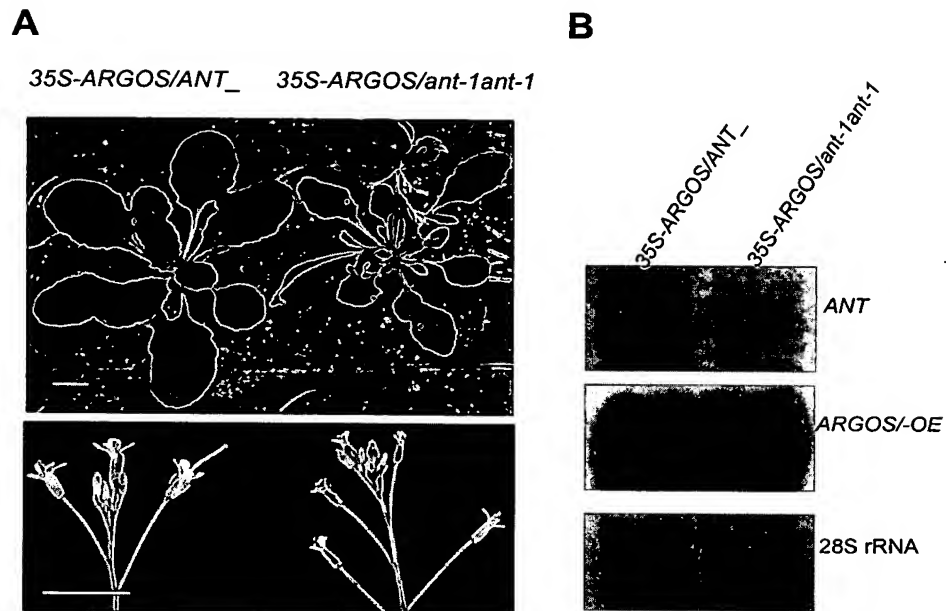 A
35S-ARGOS/ANT_ 35S-ARGOS/ant-1ant-1
B
35S-ARGOS/ANT_
35S-ARGOS/ant-1ant-1
ANT
ARGOS/-OE
28S rRNA